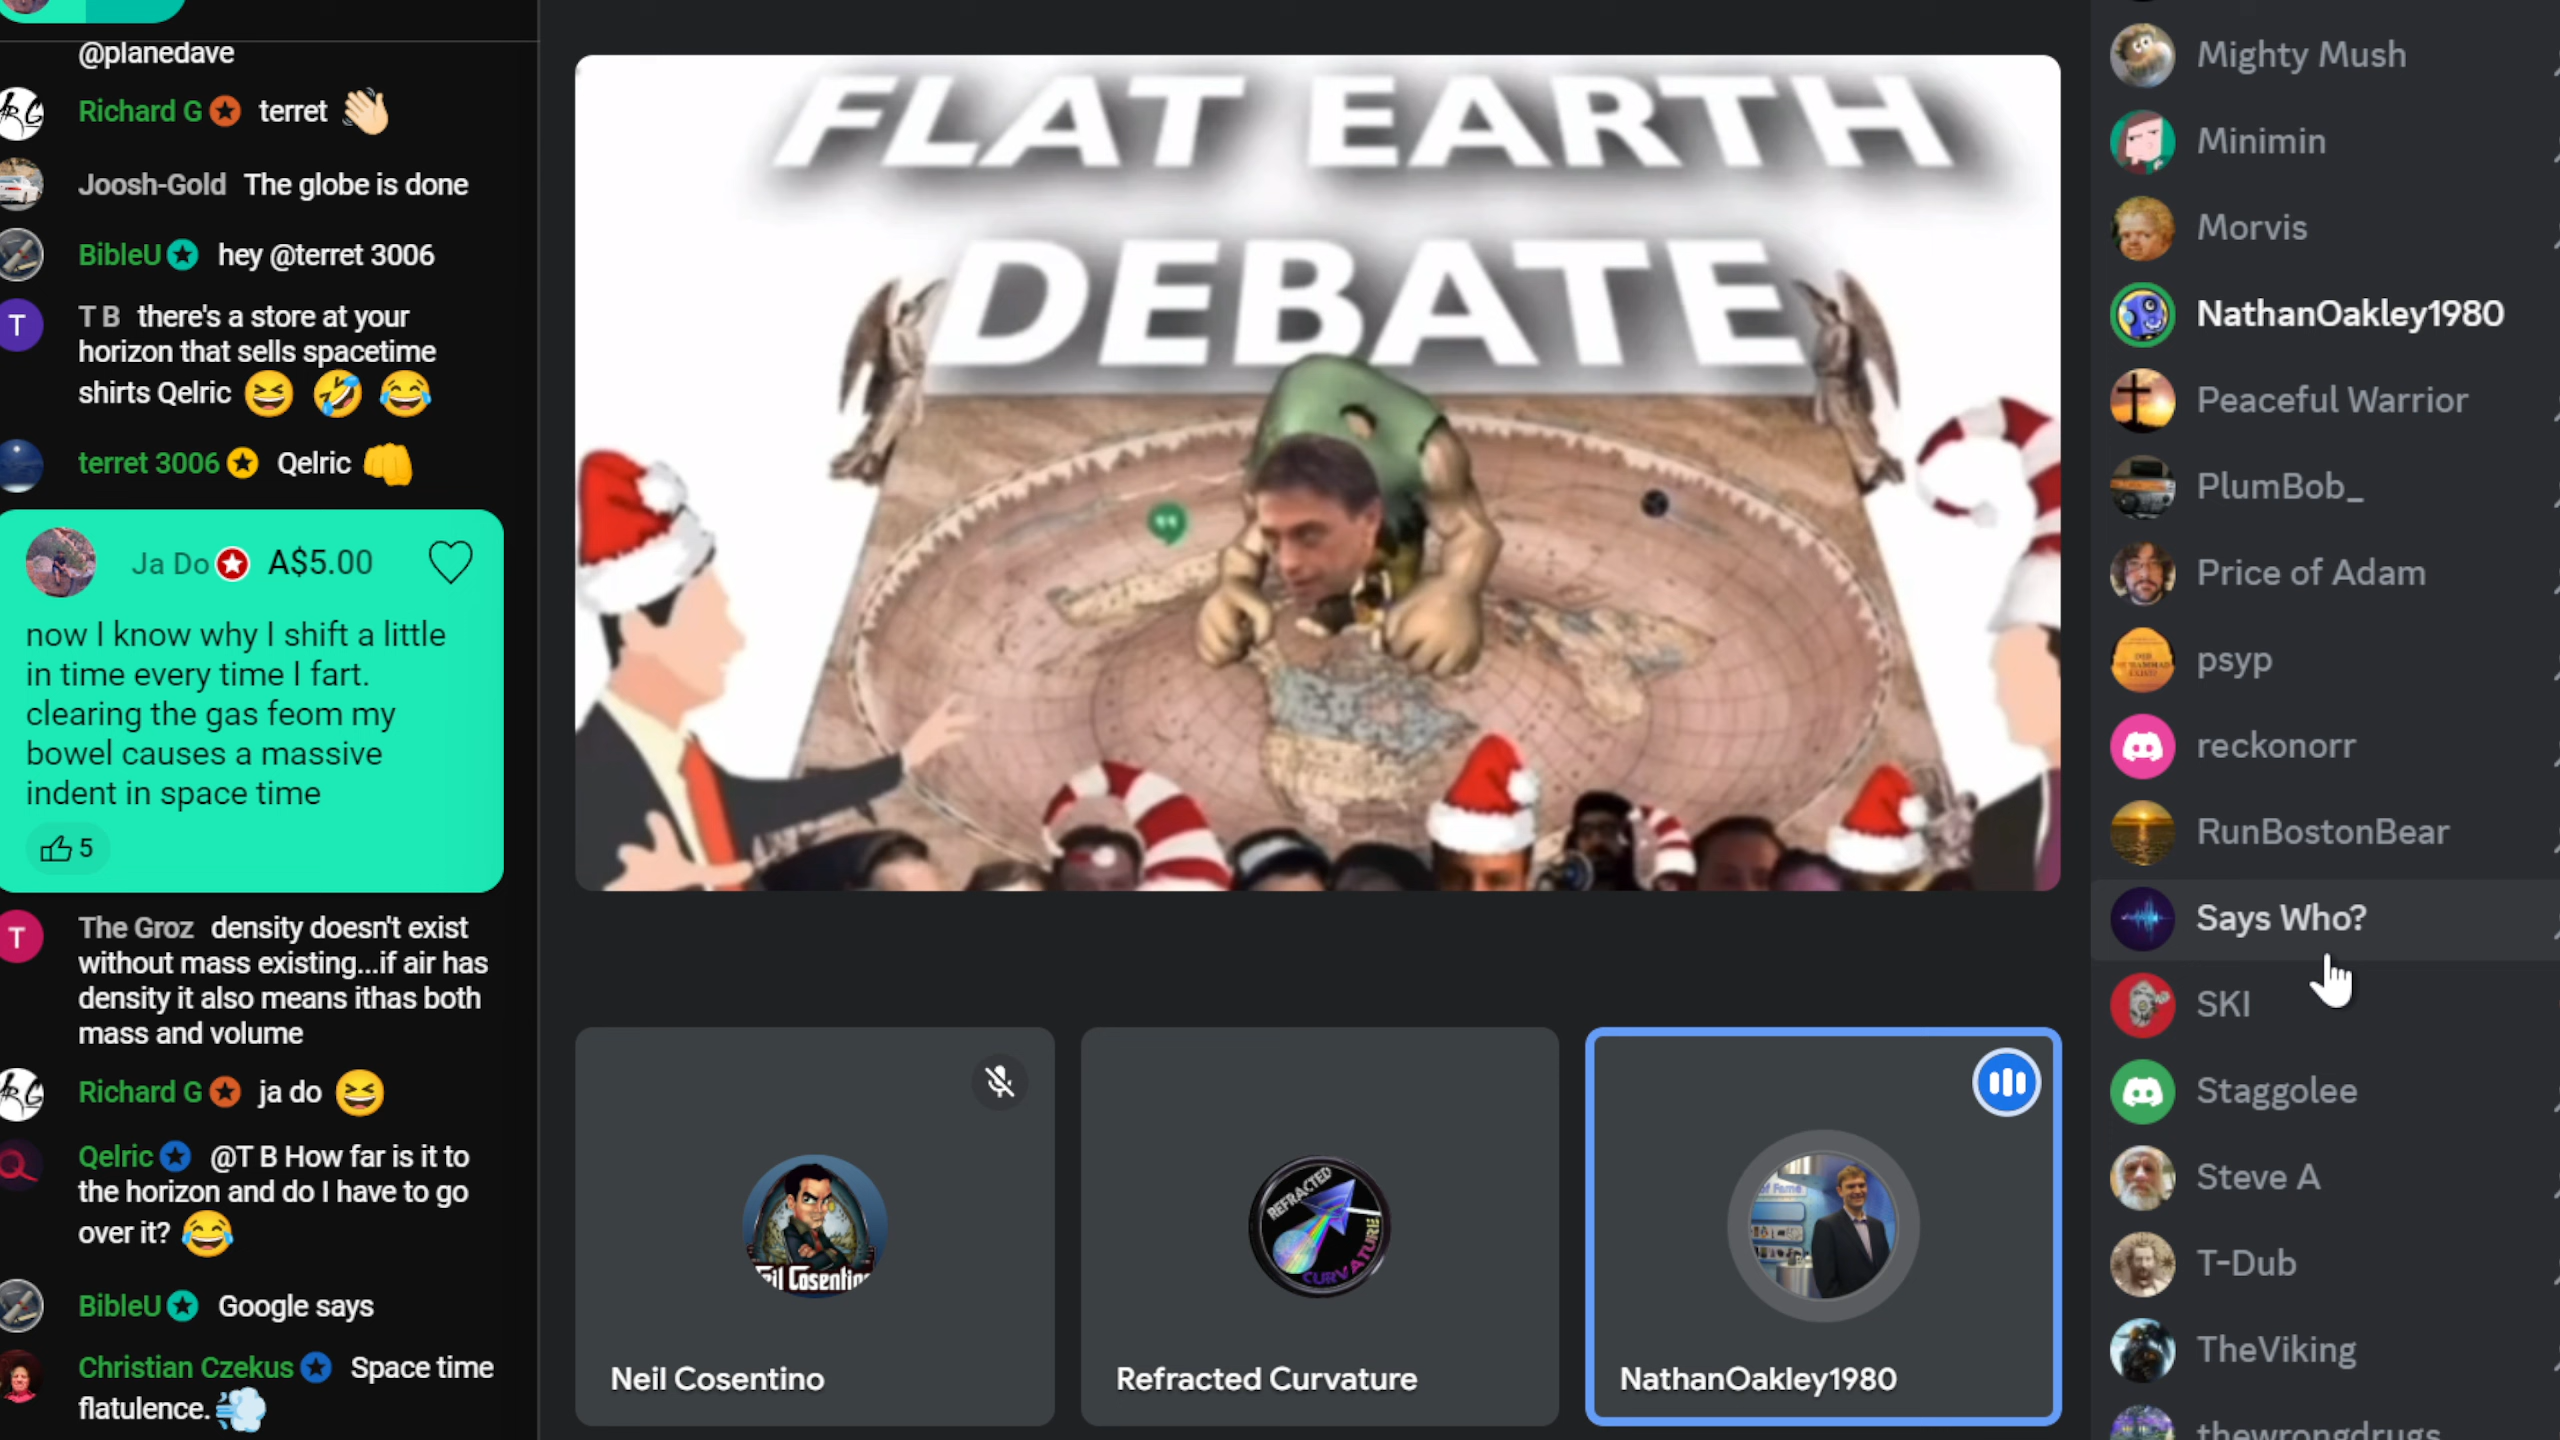 @planedave
Richard G terret 👋🏻
Joosh-Gold The globe is done
BibleU hey @terret 3006
T
T B there's a store at your
horizon that sells spacetime
shirts Qelric 😆 🤣 😂
terret 3006 Qelric 👊
Ja Do A$5.00
now I know why I shift a little
in time every time I fart.
clearing the gas feom my
bowel causes a massive
indent in space time
5
T
The Groz density doesn't exist
without mass existing...if air has
density it also means ithas both
mass and volume
Richard G ja do 😆
Qelric @T B How far is it to
the horizon and do I have to go
over it? 😂
BibleU Google says
Christian Czekus Space time
flatulence. 💨
FLAT EARTH
DEBATE
Neil Cosentino
REFRACTED
CURVATURE
Refracted Curvature
of Fame
NathanOakley1980
Mighty Mush
Minimin
Morvis
NathanOakley1980
Peaceful Warrior
PlumBob_
Price of Adam
psyp
reckonorr
RunBostonBear
Says Who?
SKI
Staggolee
Steve A
T-Dub
TheViking
thewrongdrugs